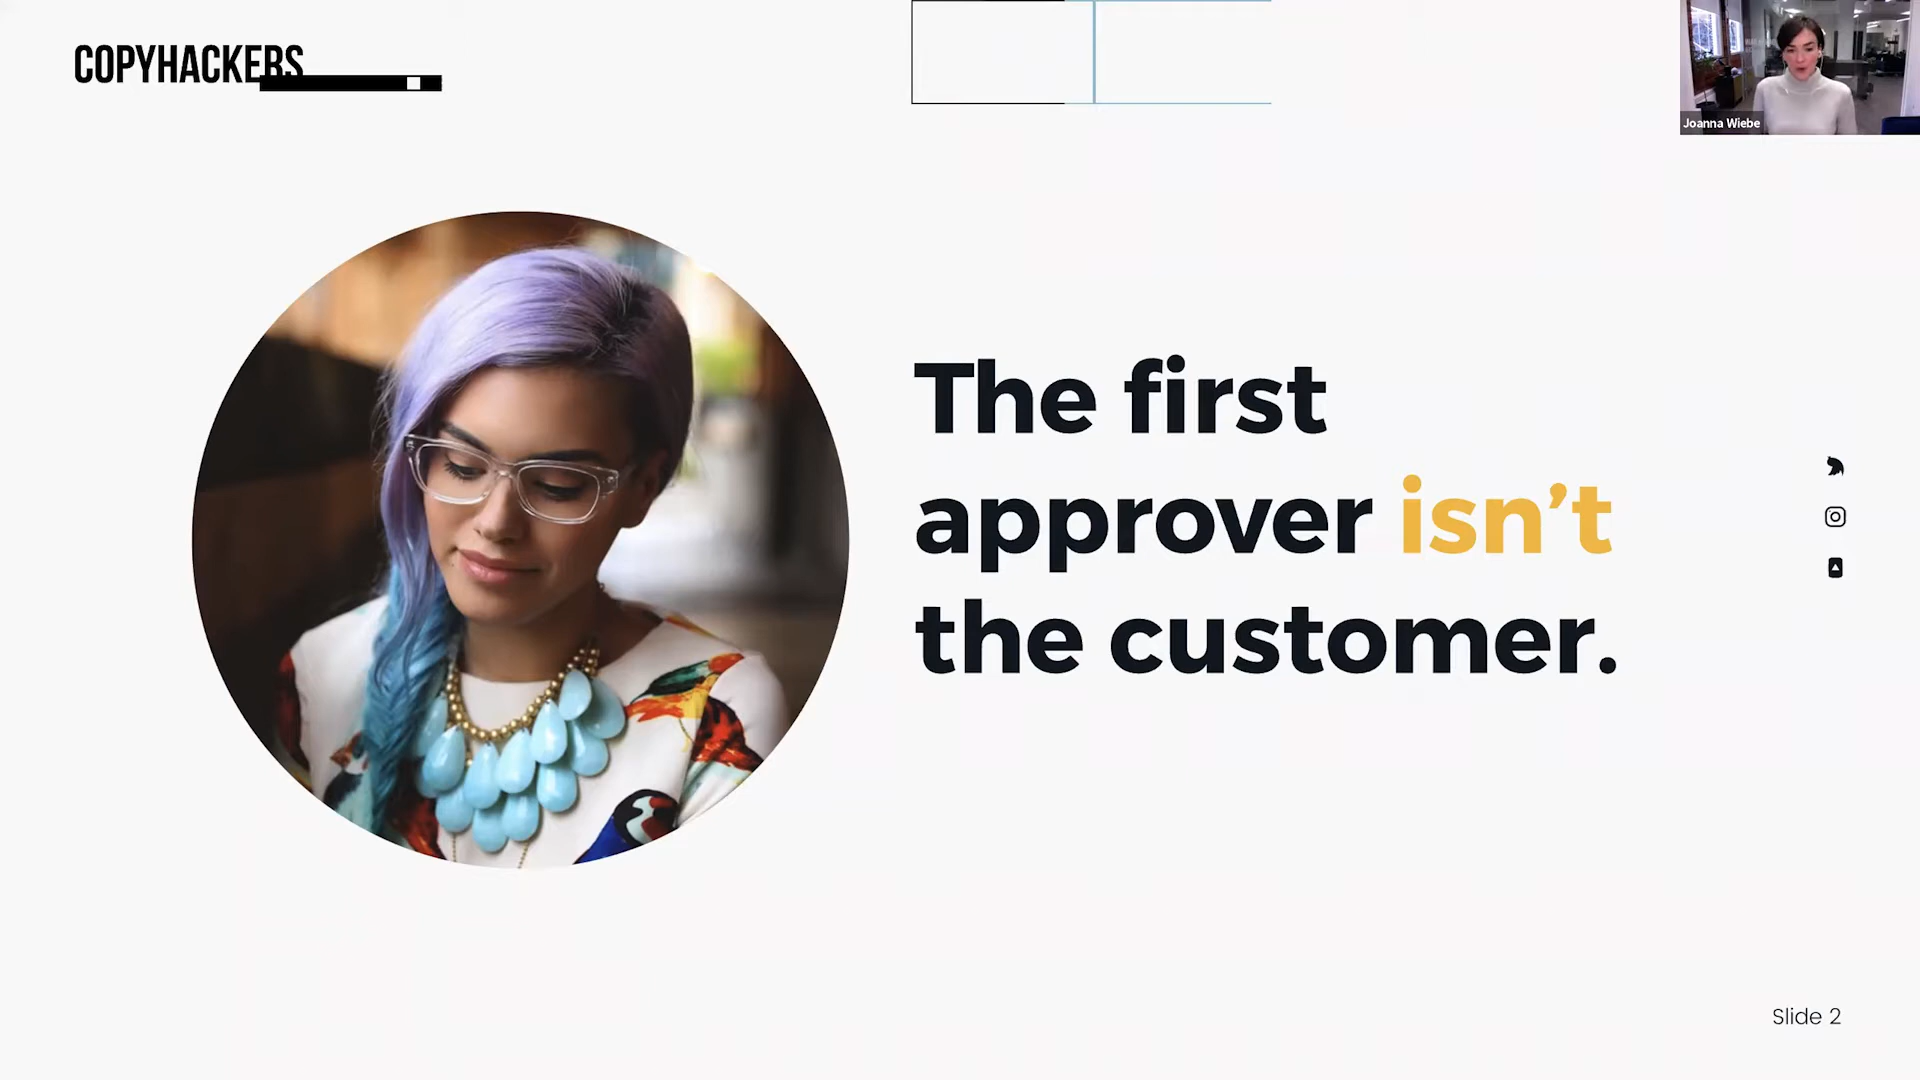 COPYHACKERS
Joanna Wiebe
The first
approver isn’t
the customer.
Slide 2